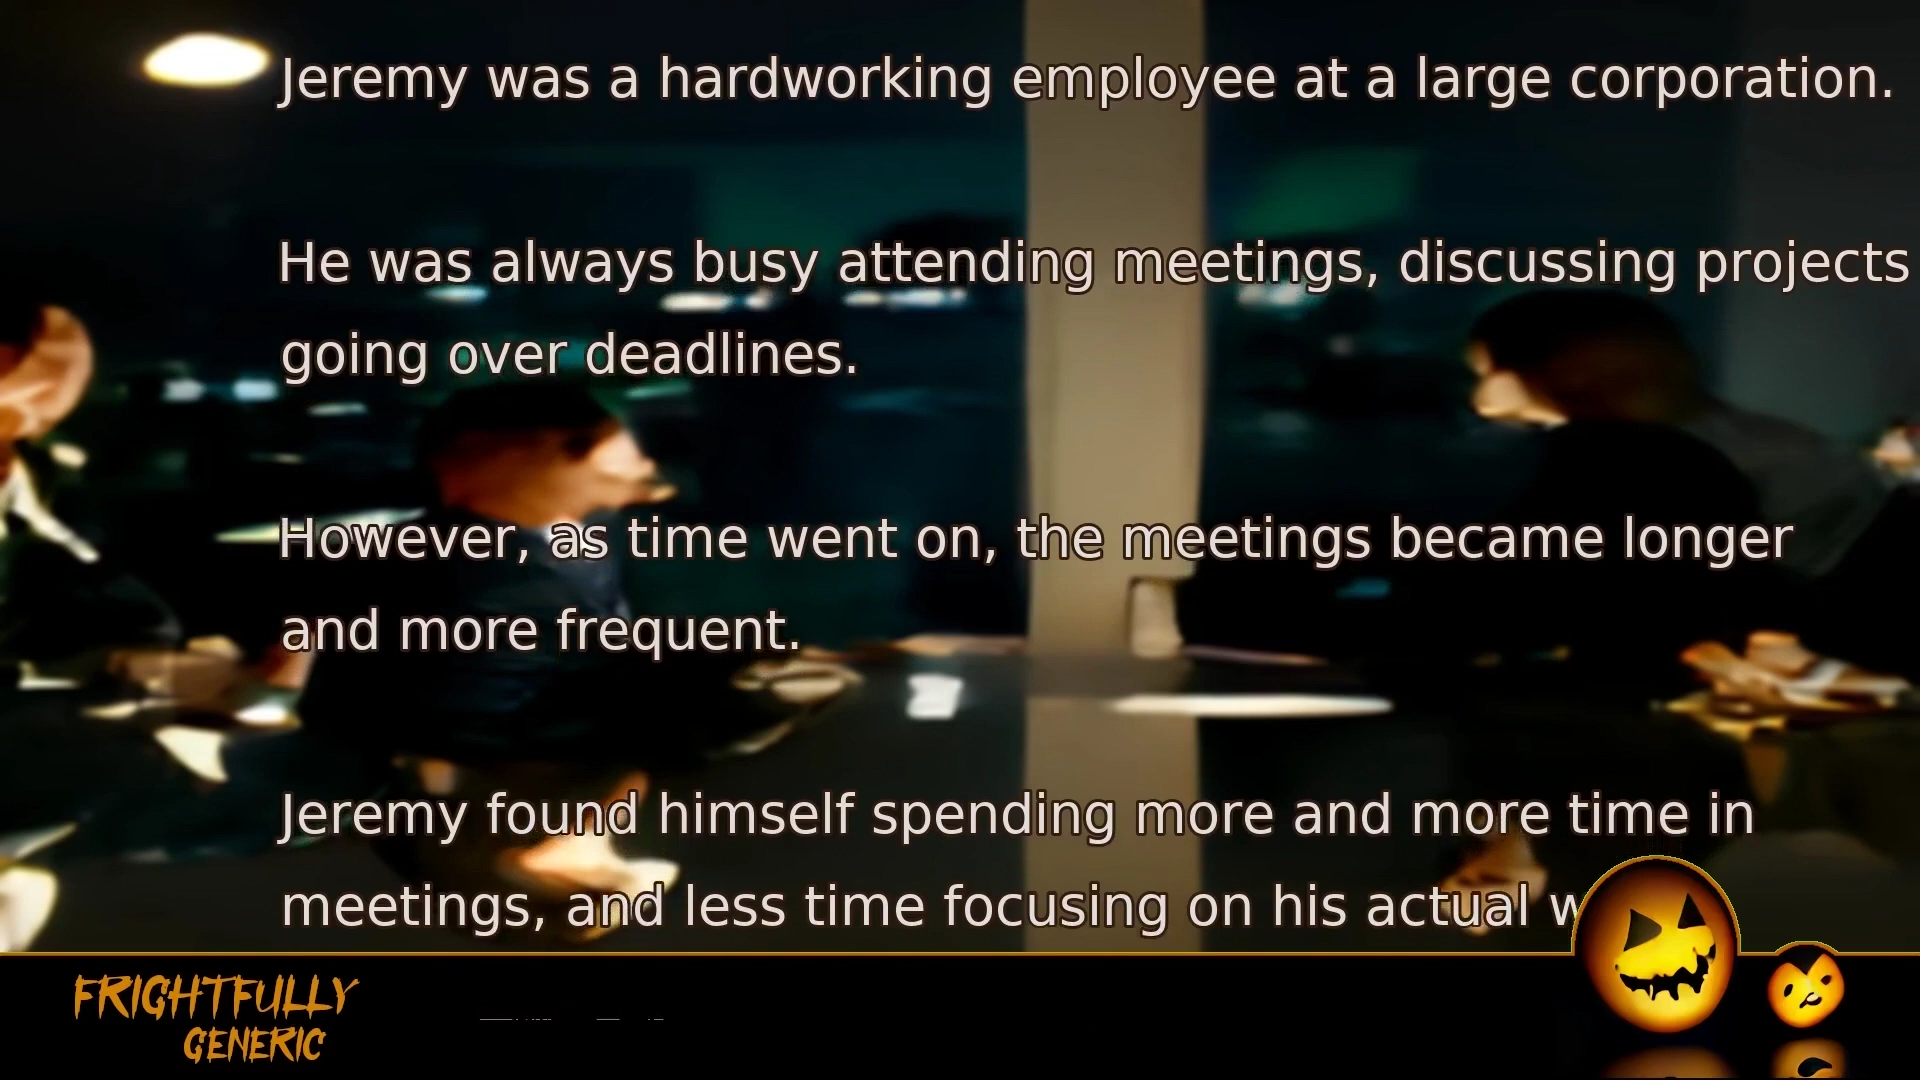 Jeremy was a hardworking employee at a large corporation.
He was always busy attending meetings, discussing projects
going over deadlines.
However, as time went on, the meetings became longer
and more frequent.
Jeremy found himself spending more and more time in
meetings, and less time focusing on his actual
FRIGHTFULLY
GENERIC